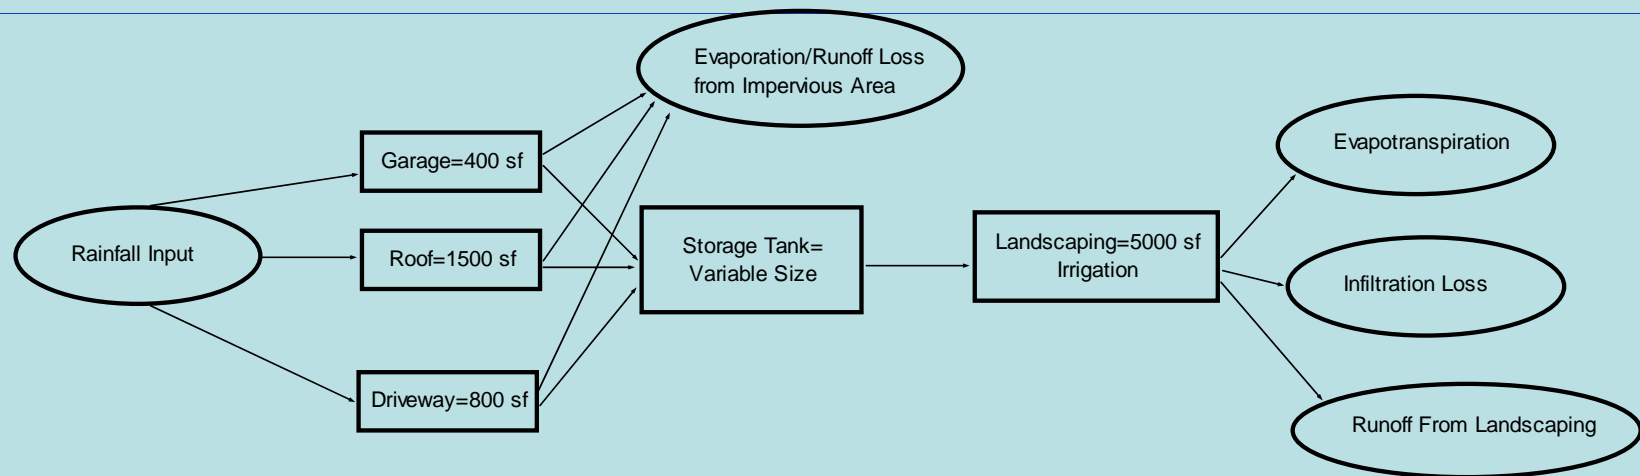 Evaporation/Runoff Loss
from Impervious Area
Evapotranspiration
Garage=400 sf
Rainfall Input
Roof=1500 sf
Storage Tank=
Variable Size
Landscaping=5000 sf
Irrigation
Infiltration Loss
Driveway=800 sf
Runoff From Landscaping